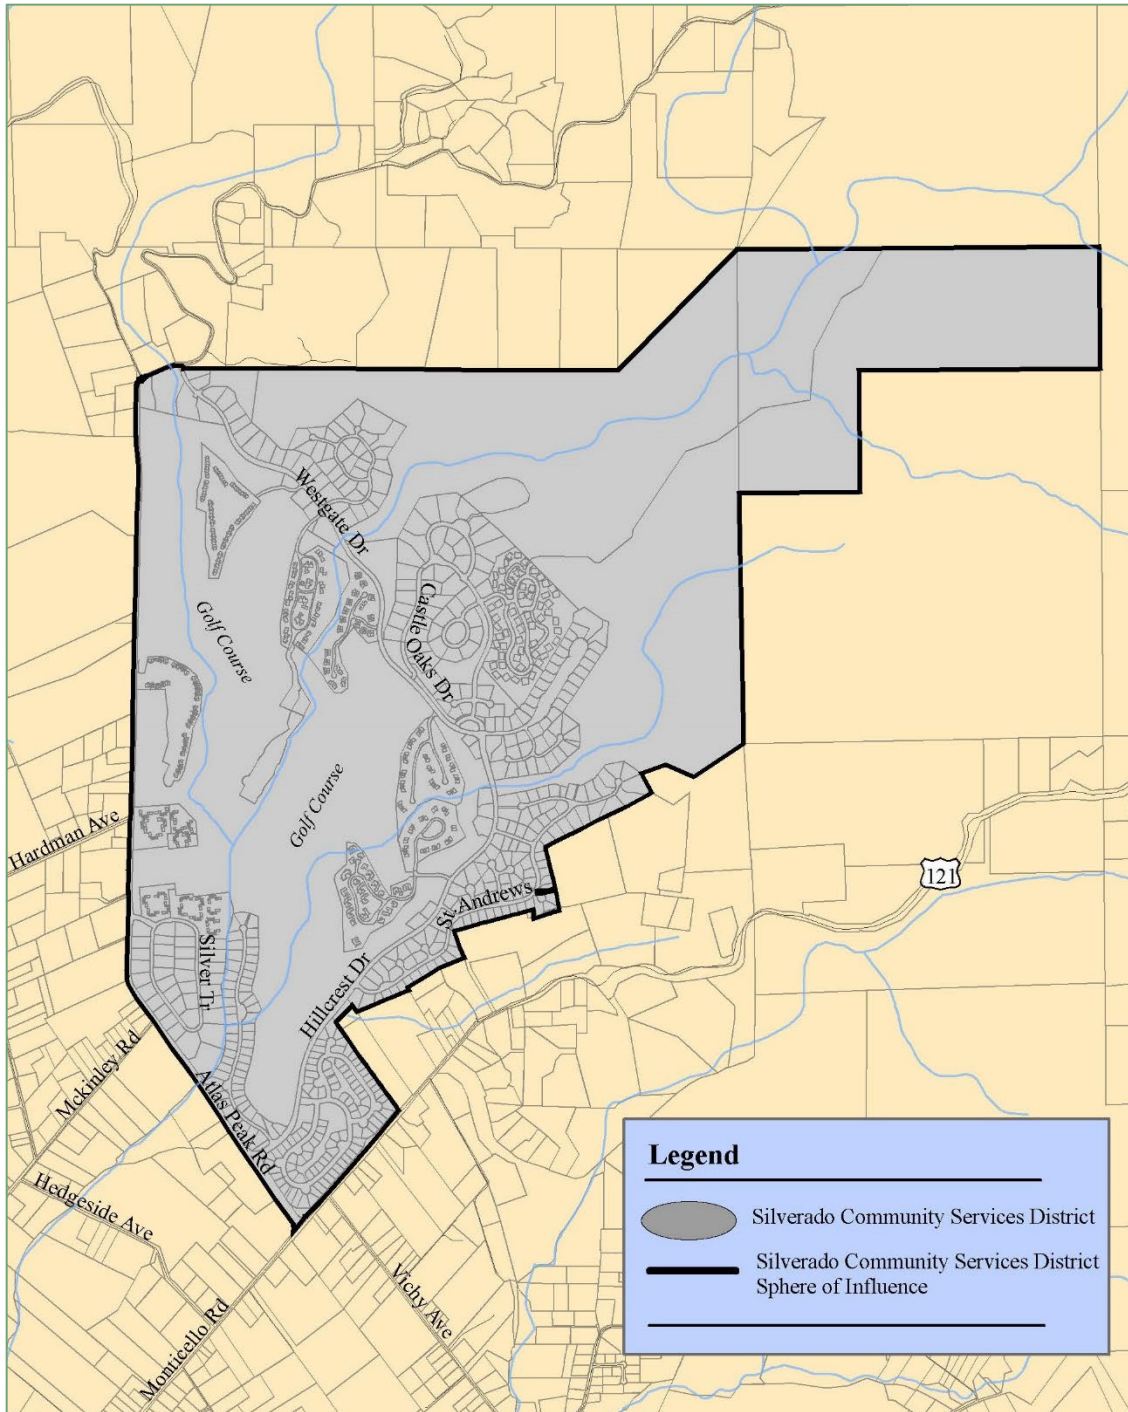 Westgate Dr
Castle Oaks Dr
Golf Course
Golf Course
Hardman Ave
121
St. Andrews
Silver Tr
Hillcrest Dr
Mckinley Rd
Atlas Peak Rd
Hedgeside Ave
Vichy Ave
Monticello Rd
Legend
Silverado Community Services District
Silverado Community Services District
Sphere of Influence